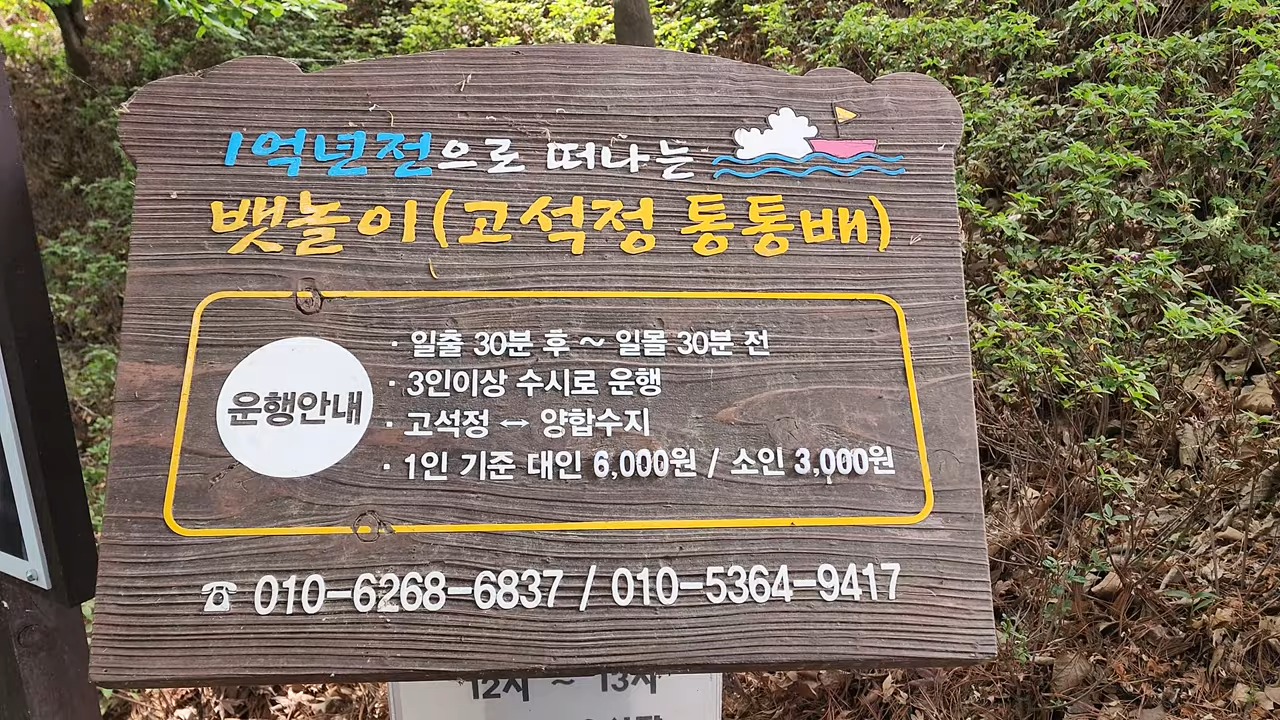 1억년전으로 떠나는
뱃놀이(고석정 통통배)
운행안내
· 일출 30분 후 ~ 일몰 30분 전
· 3인이상 수시로 운행
· 고석정 ↔ 양합수지
· 1인 기준 대인 6,000원 / 소인 3,000원
☎ 010-6268-6837 / 010-5364-9417
12시 ~ 13시